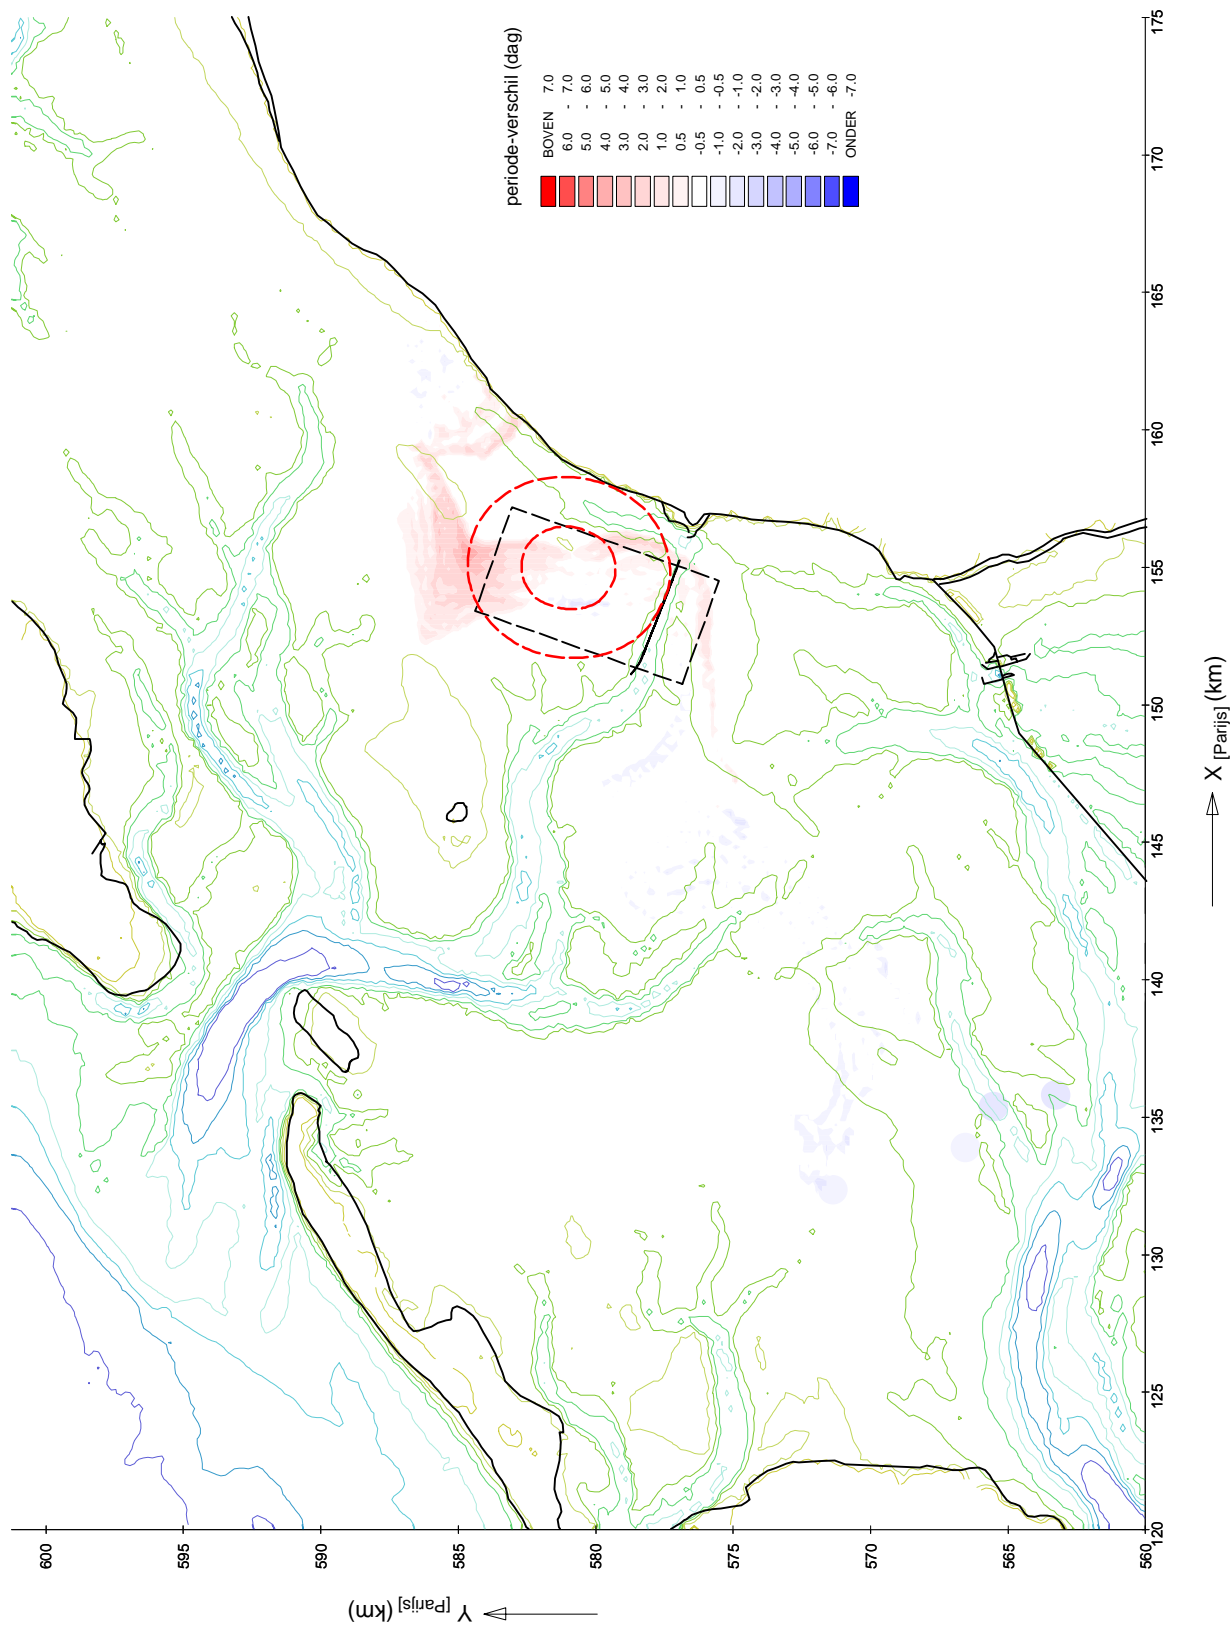 periode-verschil (dag)
BOVEN 7.0
6.0 - 7.0
5.0 - 6.0
4.0 - 5.0
3.0 - 4.0
2.0 - 3.0
1.0 - 2.0
0.5 - 1.0
-0.5 - 0.5
-1.0 - -0.5
-2.0 - -1.0
-3.0 - -2.0
-4.0 - -3.0
-5.0 - -4.0
-6.0 - -5.0
-7.0 - -6.0
ONDER -7.0
600
595
590
585
580
575
570
565
560
Y [Parijs] (km)
120
125
130
135
140
145
150
155
160
165
170
175
X [Parijs] (km)